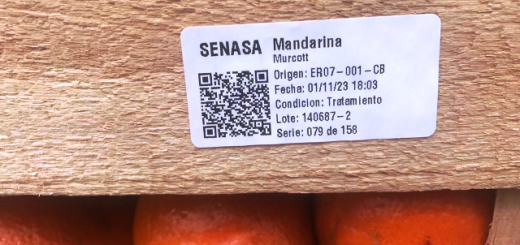 SENASA Mandarina
Murcott
Origen: ER07-001-CB
Fecha: 01/11/23 18:03
Condicion: Tratamiento
Lote: 140687-2
Serie: 079 de 158